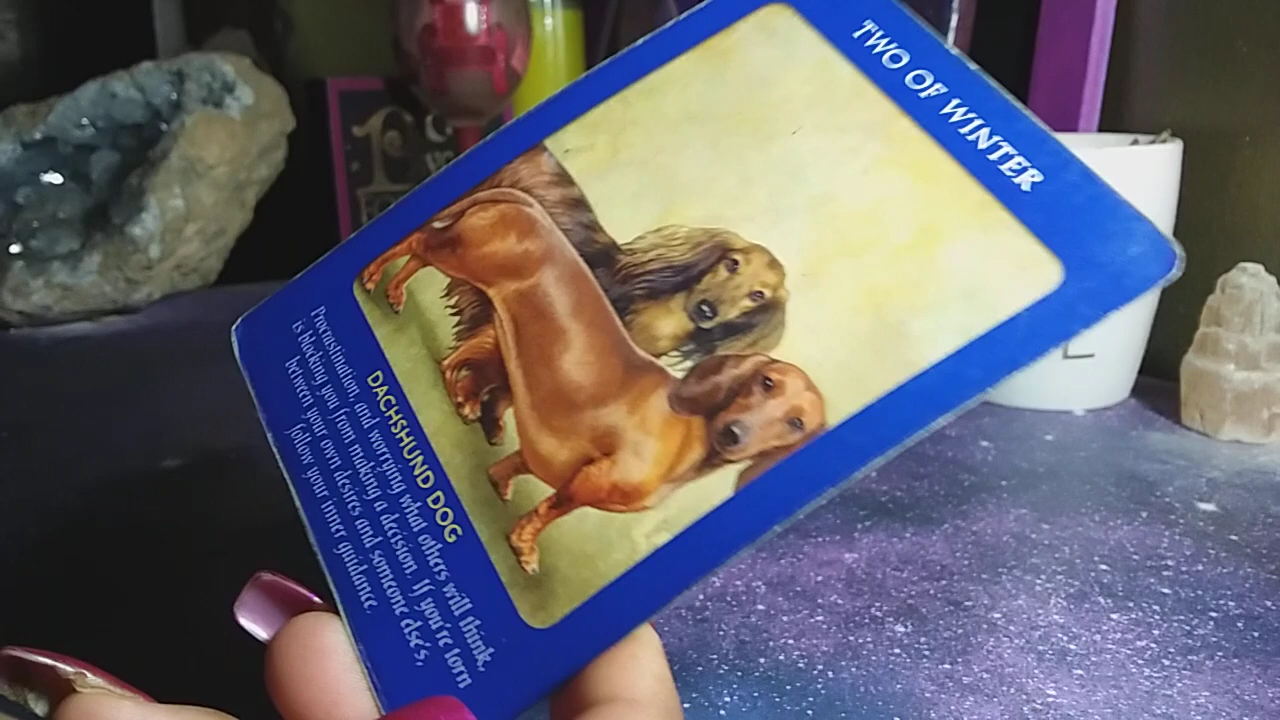 TWO OF WINTER
DACHSHUND DOG
Procrastination, and worrying what others will think,
is blocking you from making a decision. If you're torn
between your own desires and someone else's,
follow your inner guidance.